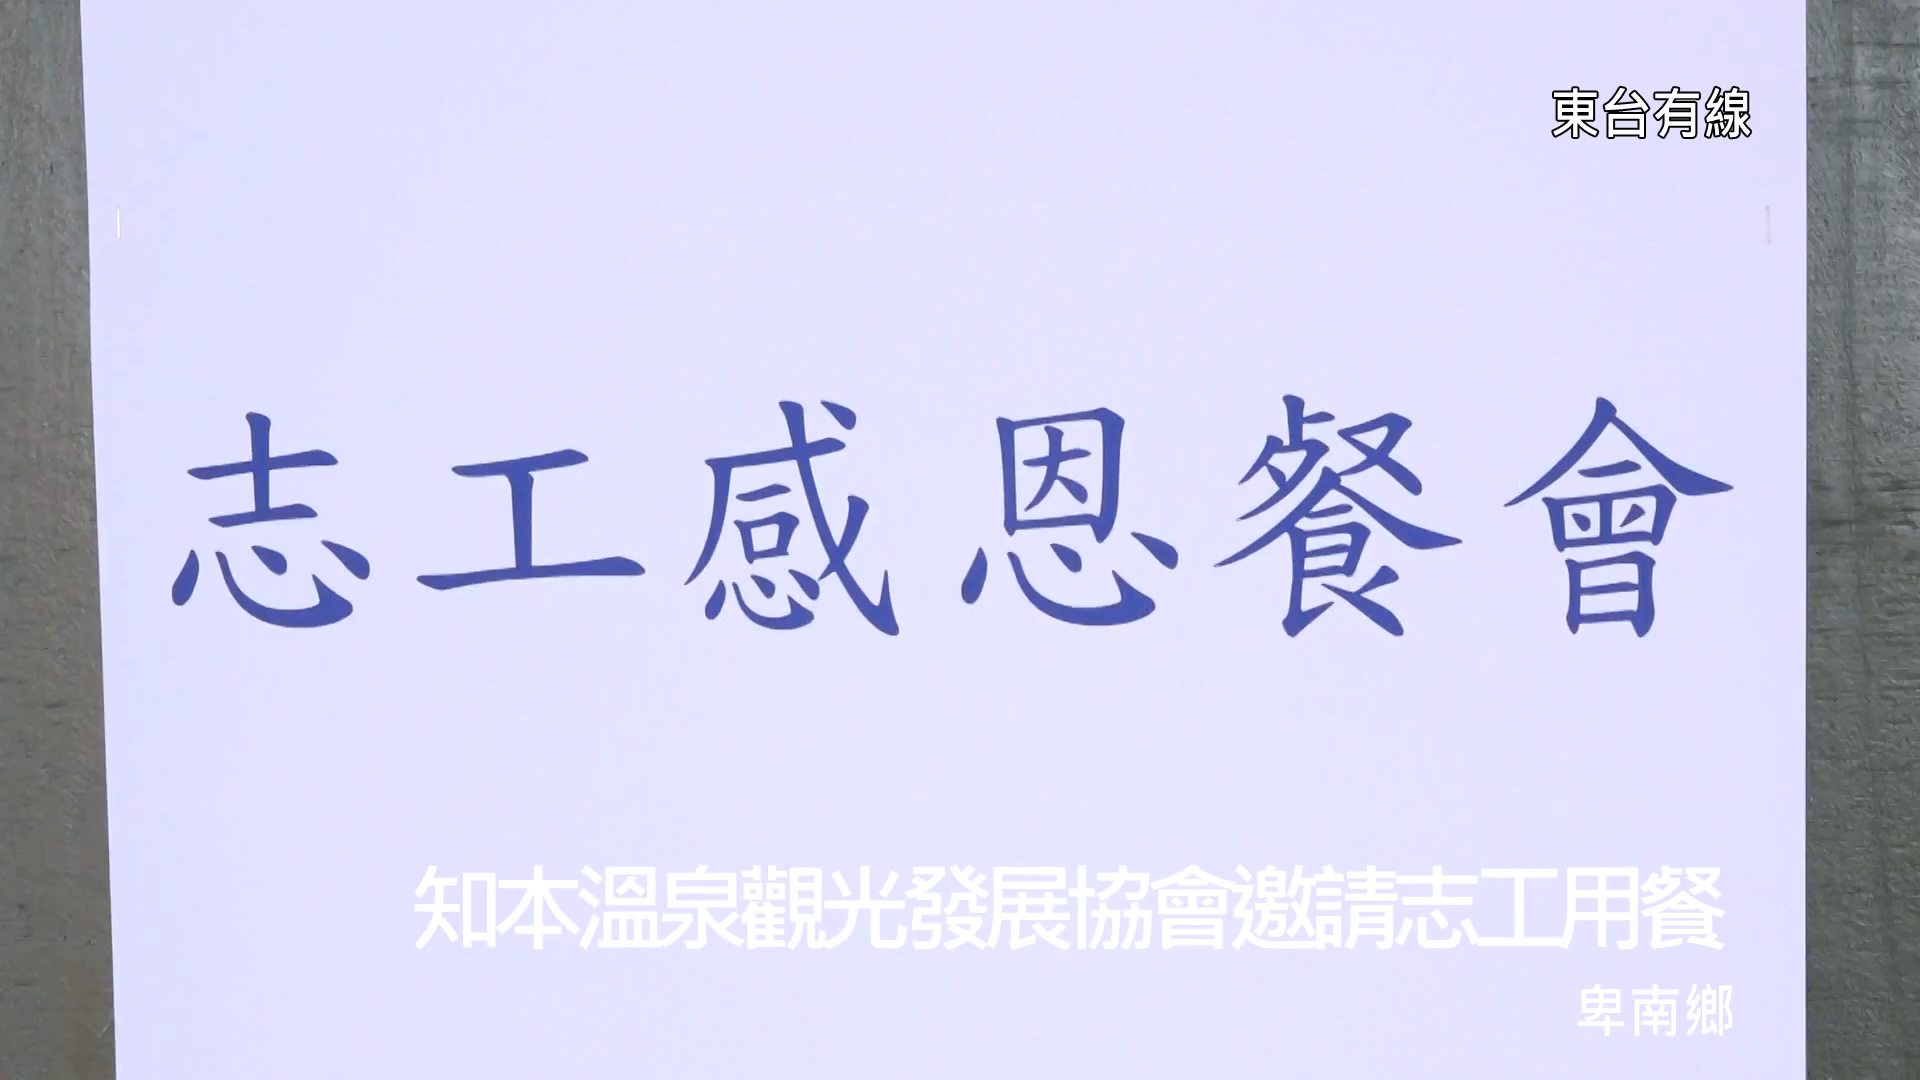 東台有線
志工感恩餐會
知本溫泉觀光發展協會邀請志工用餐
卑南鄉